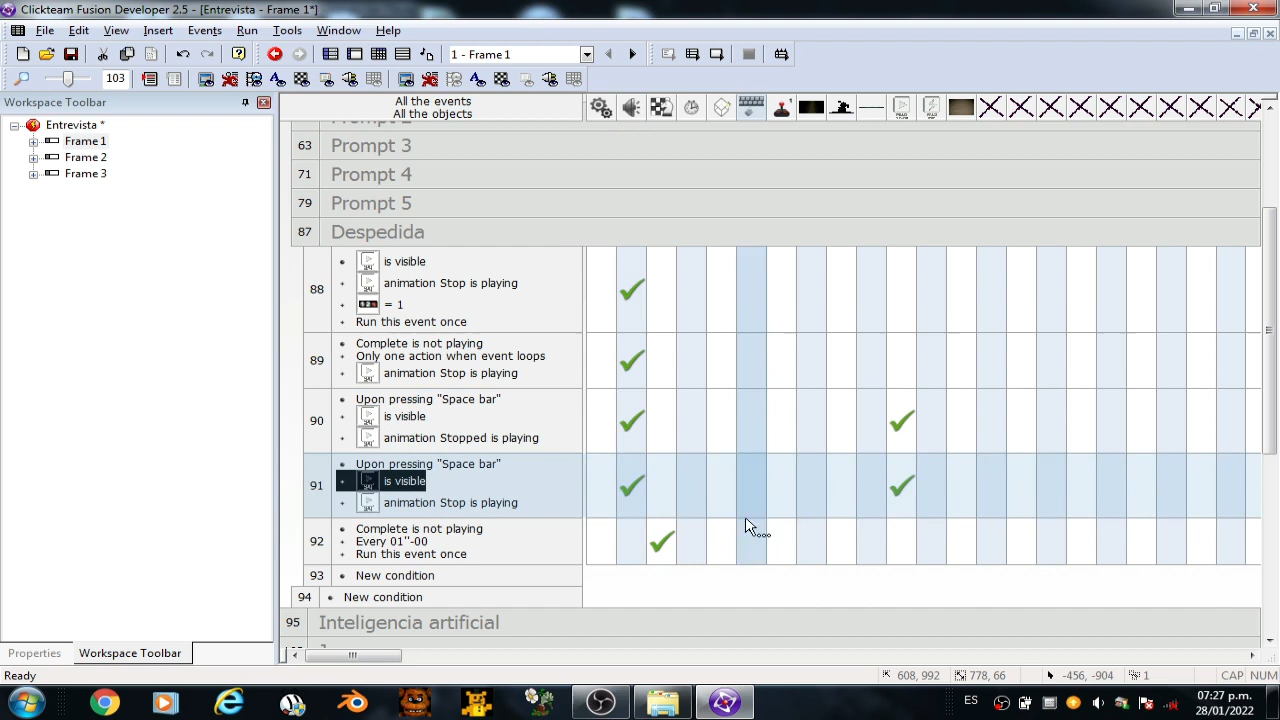 Clickteam Fusion Developer 2.5 - [Entrevista - Frame 1*]
File Edit View Insert Events Run Tools Window Help
1 - Frame 1
103
Workspace Toolbar
Entrevista *
Frame 1
Frame 2
Frame 3
Properties
Workspace Toolbar
All the events
All the objects
63 Prompt 3
71 Prompt 4
79 Prompt 5
87 Despedida
88
is visible
animation Stop is playing
= 1
Run this event once
89
Complete is not playing
Only one action when event loops
animation Stop is playing
90
Upon pressing "Space bar"
is visible
animation Stopped is playing
91
Upon pressing "Space bar"
is visible
animation Stop is playing
92
Complete is not playing
Every 01"-00
Run this event once
93 New condition
94 New condition
95 Inteligencia artificial
Ready
608, 992
778, 66
-456, -904
1
CAP
NUM
ES
07:27 p.m.
28/01/2022